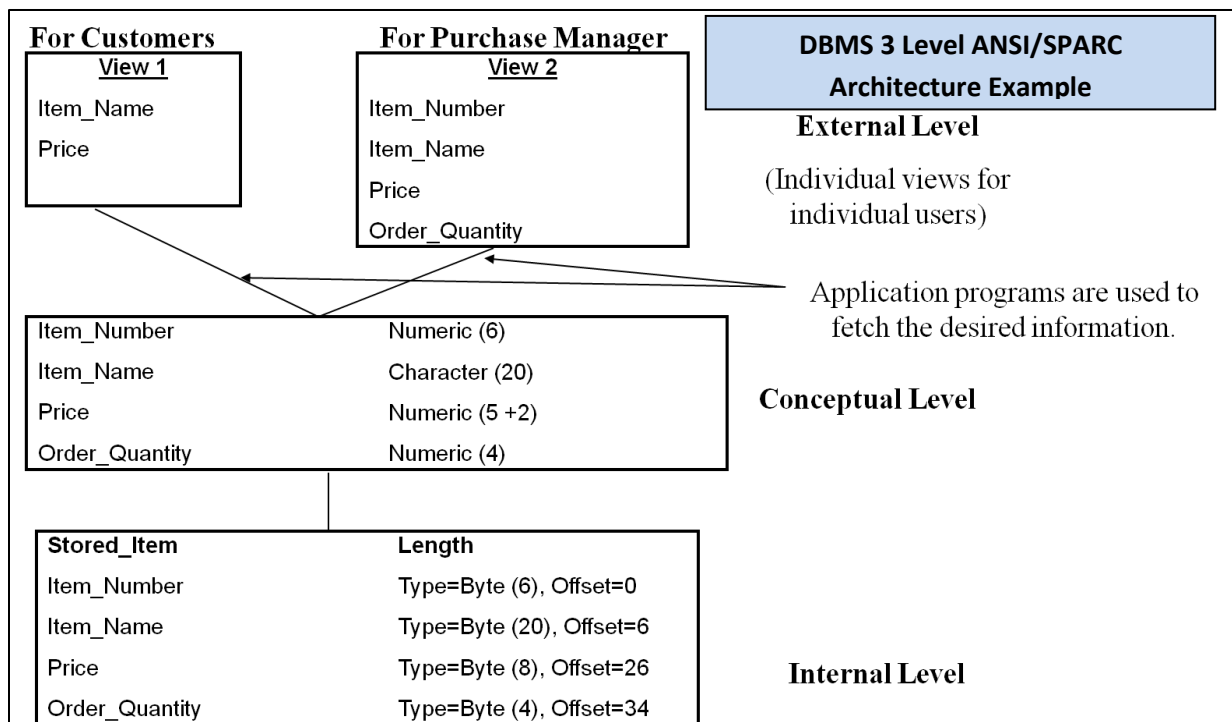 For Customers
View 1
Item_Name
Price
For Purchase Manager
View 2
Item_Number
Item_Name
Price
Order_Quantity
DBMS 3 Level ANSI/SPARC
Architecture Example
External Level
(Individual views for
individual users)
Application programs are used to
fetch the desired information.
Item_Number Numeric (6)
Item_Name Character (20)
Price Numeric (5 +2)
Order_Quantity Numeric (4)
Conceptual Level
Stored_Item Length
Item_Number Type=Byte (6), Offset=0
Item_Name Type=Byte (20), Offset=6
Price Type=Byte (8), Offset=26
Order_Quantity Type=Byte (4), Offset=34
Internal Level